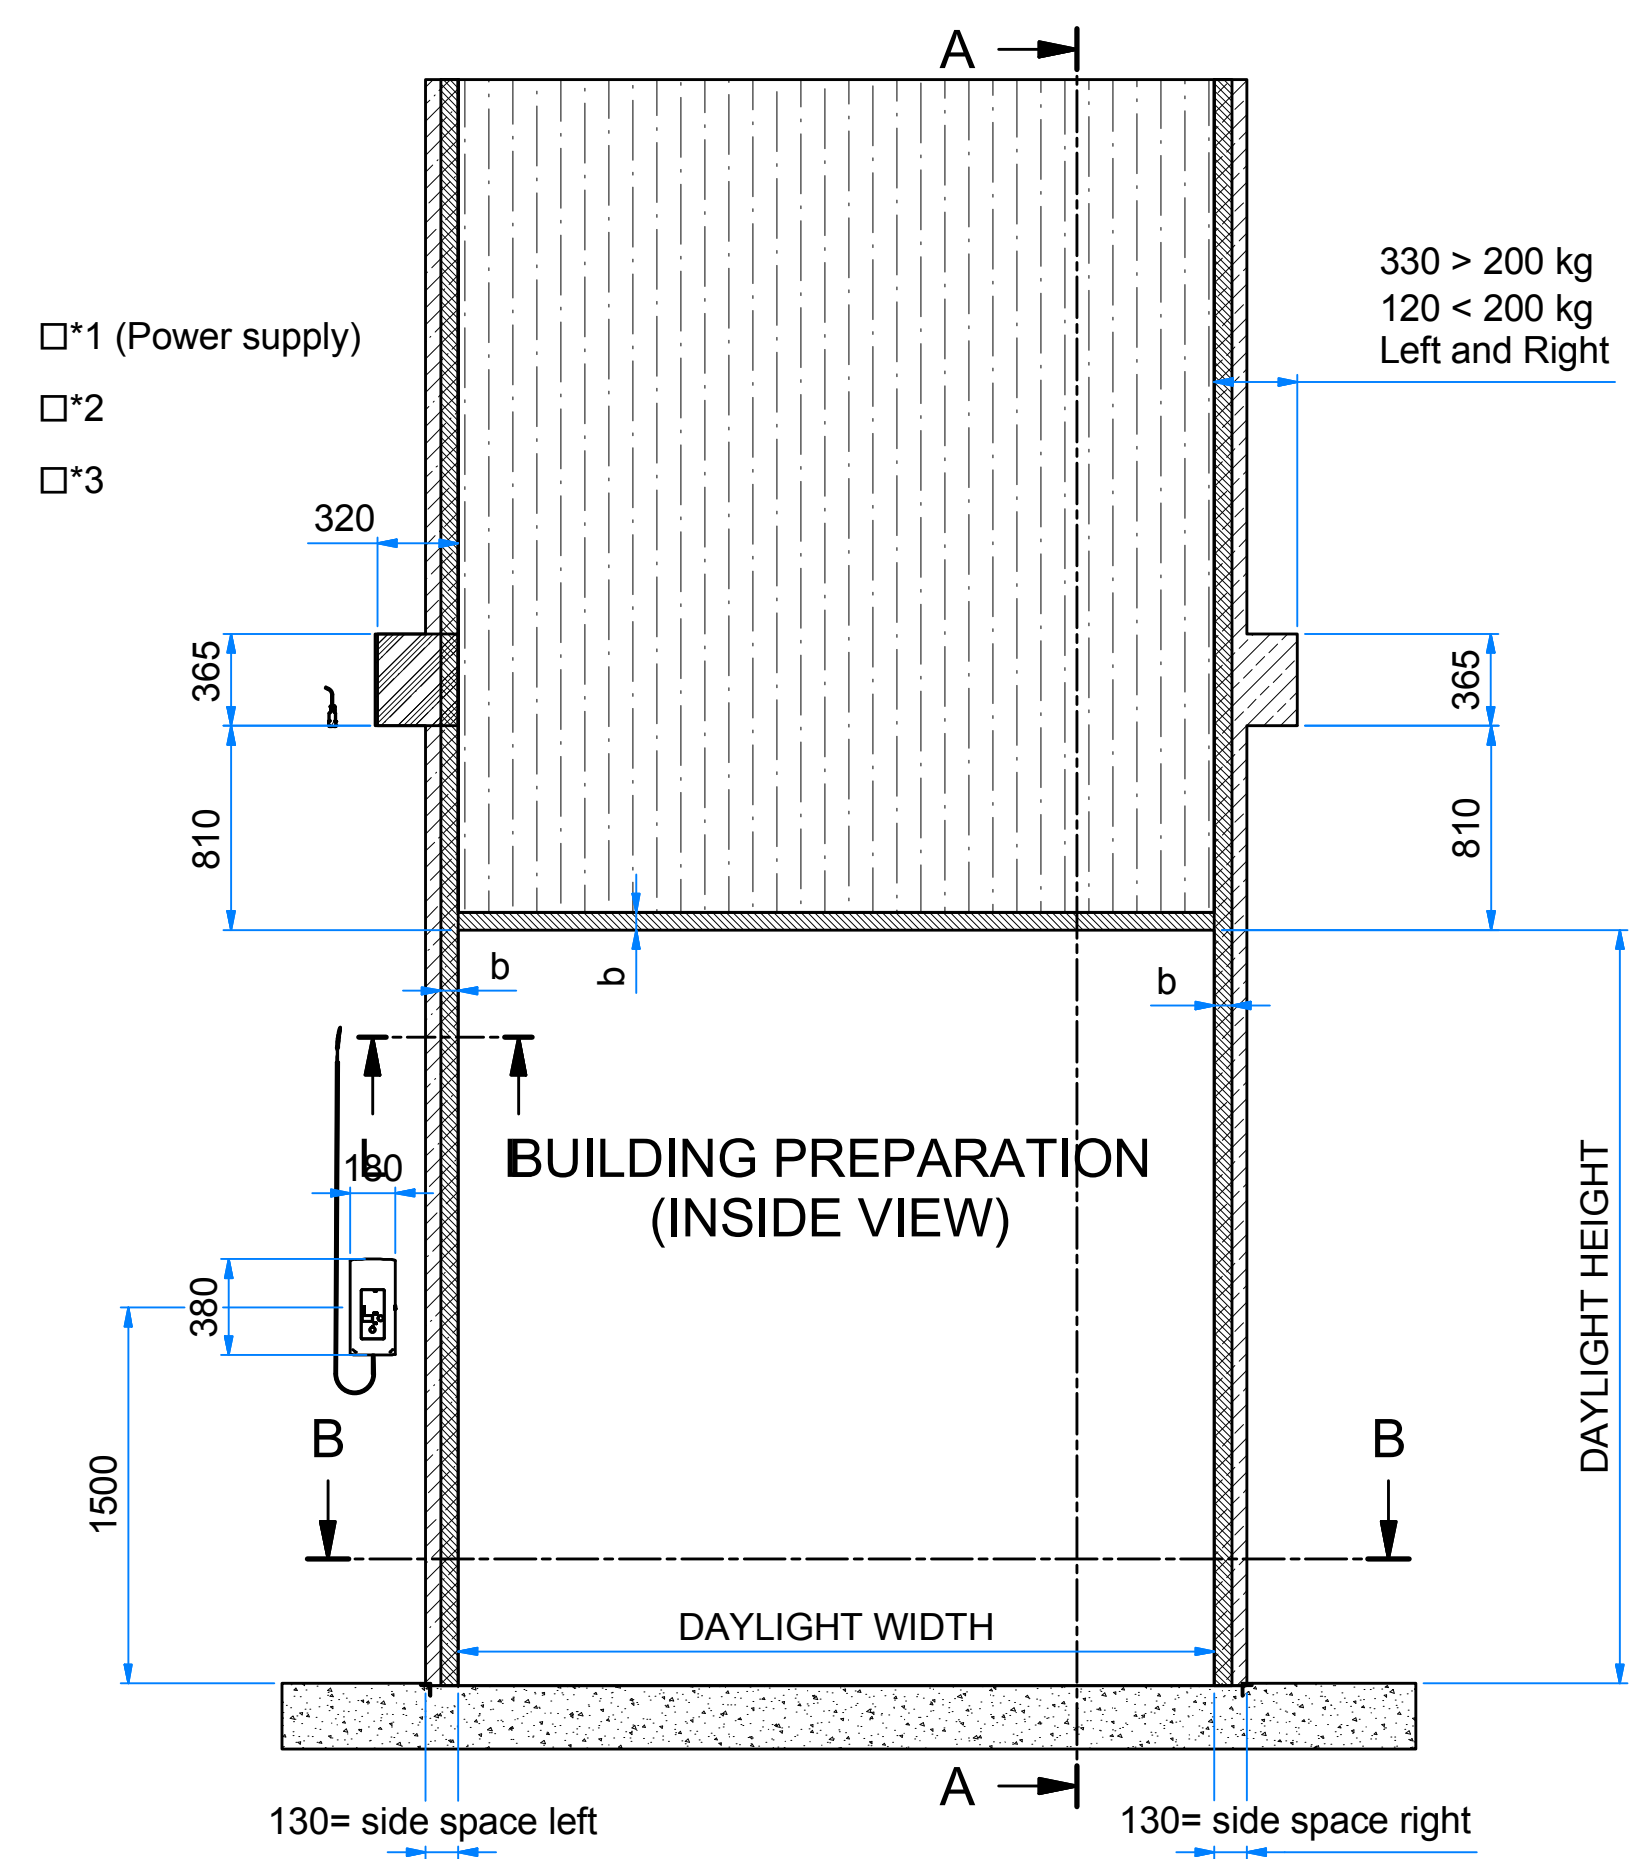 A
330 > 200 kg
120 < 200 kg
Left and Right
□*1 (Power supply)
□*2
□*3
320
365
365
810
810
b
b
b
L
L
180
BUILDING PREPARATION
(INSIDE VIEW)
DAYLIGHT HEIGHT
380
B
B
1500
DAYLIGHT WIDTH
A
130= side space left
130= side space right